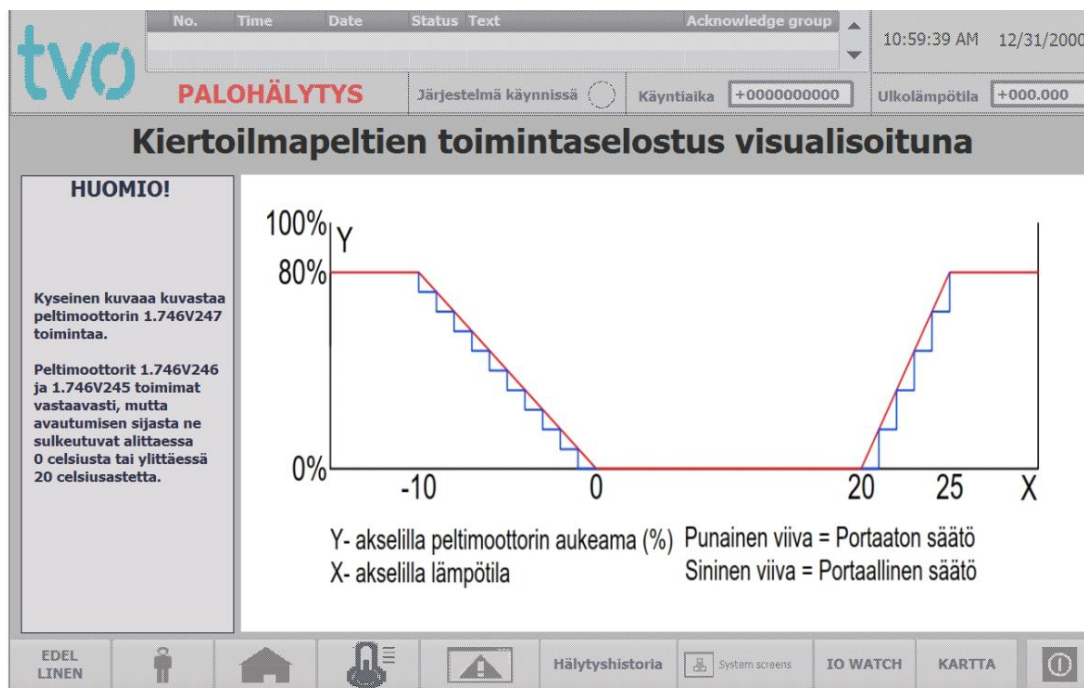 tvo
No. Time Date Status Text Acknowledge group
10:59:39 AM 12/31/2000
PALOHÄLYTYS
Järjestelmä käynnissä
Käyntiaika +0000000000
Ulkolämpötila +000.000
Kiertoilmapeltien toimintaselostus visualisoituna
HUOMIO!
Kyseinen kuvaaa kuvastaa
peltimoottorin 1.746V247
toimintaa.
Peltimoottorit 1.746V246
ja 1.746V245 toimimat
vastaavasti, mutta
avautumisen sijasta ne
sulkeutuvat alittaessa
0 celsiusta tai ylittäessä
20 celsiusastetta.
100%
Y
80%
0%
-10 0 20 25 X
Y- akselilla peltimoottorin aukeama (%)
X- akselilla lämpötila
Punainen viiva = Portaaton säätö
Sininen viiva = Portaallinen säätö
EDEL
LINEN
Hälytyshistoria
System screens
IO WATCH
KARTTA